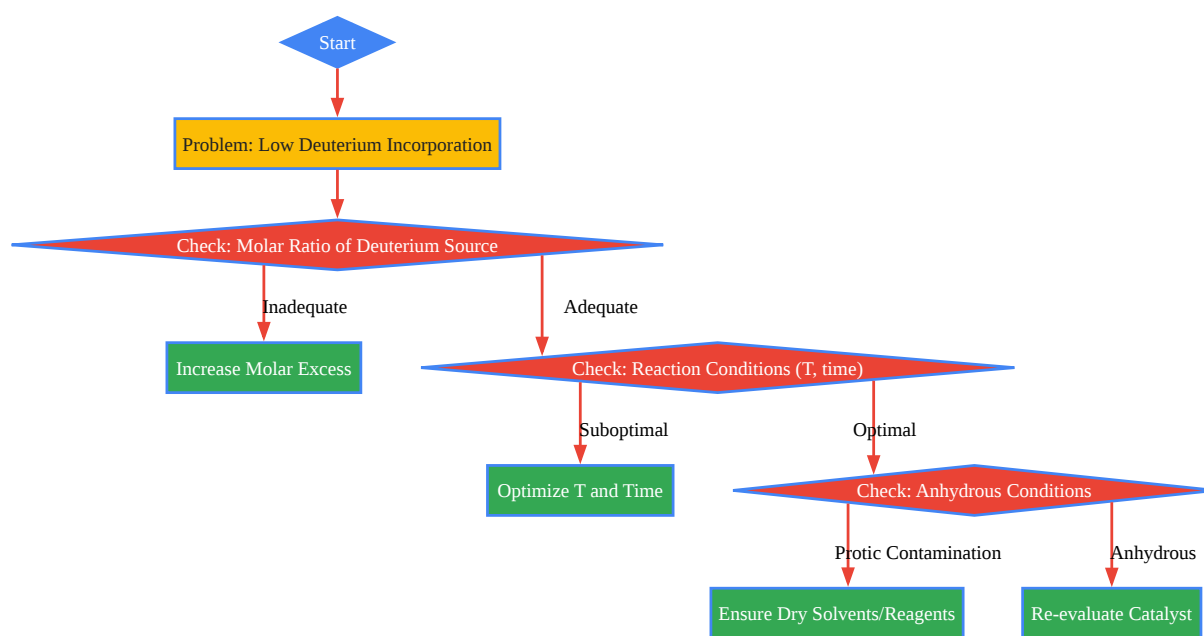 Start
Problem: Low Deuterium Incorporation
Check: Molar Ratio of Deuterium Source
Inadequate
Adequate
Increase Molar Excess
Check: Reaction Conditions (T, time)
Suboptimal
Optimal
Optimize T and Time
Check: Anhydrous Conditions
Protic Contamination
Anhydrous
Ensure Dry Solvents/Reagents
Re-evaluate Catalyst